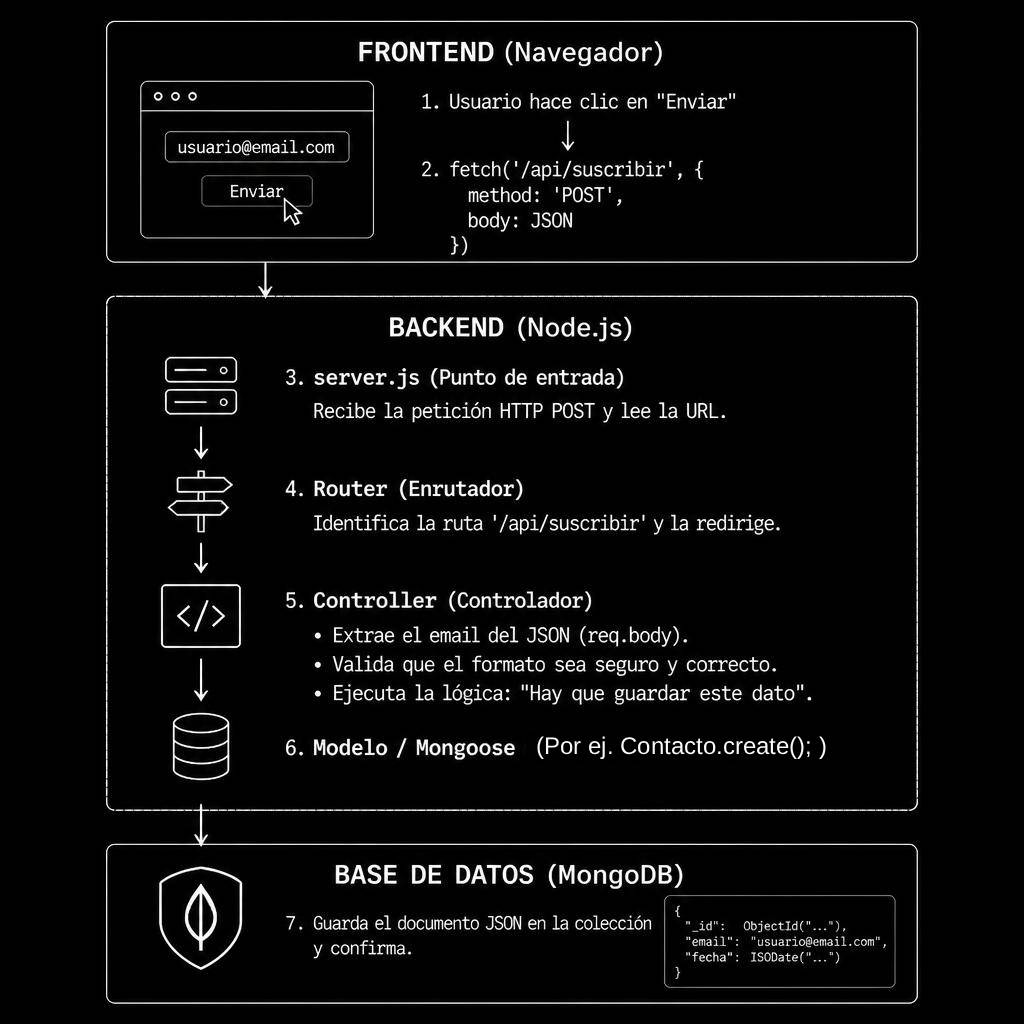 FRONTEND (Navegador)
usuario@email.com
Enviar
1. Usuario hace clic en "Enviar"
2. fetch('/api/suscribir', {
method: 'POST',
body: JSON
})
BACKEND (Node.js)
3. server.js (Punto de entrada)
Recibe la petición HTTP POST y lee la URL.
4. Router (Enrutador)
Identifica la ruta '/api/suscribir' y la redirige.
</>
5. Controller (Controlador)
• Extrae el email del JSON (req.body).
• Valida que el formato sea seguro y correcto.
• Ejecuta la lógica: "Hay que guardar este dato".
6. Modelo / Mongoose (Por ej. Contacto.create(); )
BASE DE DATOS (MongoDB)
7. Guarda el documento JSON en la colección
y confirma.
{
"_id": ObjectId("..."),
"email": "usuario@email.com",
"fecha": ISODate("...")
}